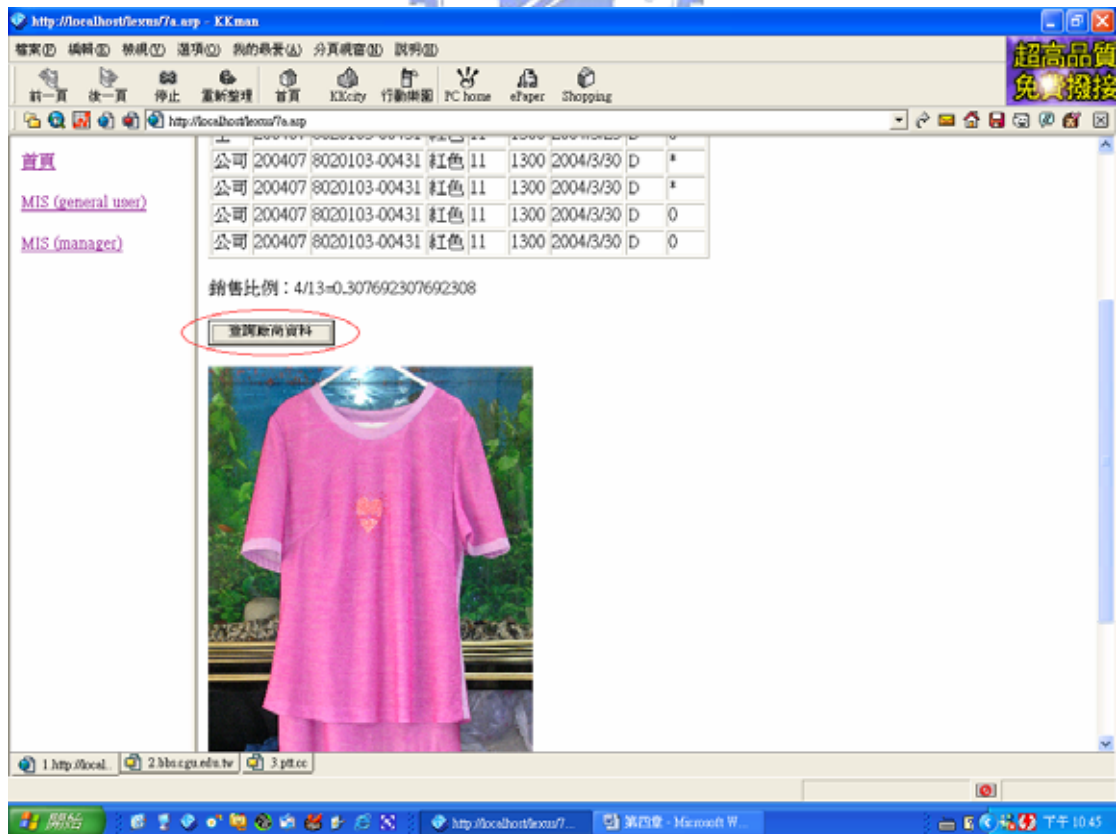 http://localhost/lexus/7a.asp - KKman
檔案(F) 編輯(E) 檢視(V) 選項(O) 我的最愛(A) 分頁視窗(N) 說明(H)
超高品質
免費撥接
前一頁 後一頁 停止 重新整理 首頁 KKcity 行動樂園 PC home ePaper Shopping
http://localhost/lexus/7a.asp
首頁
MIS (general user)
MIS (manager)
公司 200407 8020103-00431 紅色 11 1300 2004/3/30 D *
公司 200407 8020103-00431 紅色 11 1300 2004/3/30 D *
公司 200407 8020103-00431 紅色 11 1300 2004/3/30 D 0
公司 200407 8020103-00431 紅色 11 1300 2004/3/30 D 0
銷售比例：4/13=0.307692307692308
查詢廠商資料
1.http://local... 2.bbs.cgu.edu.tw 3.ptt.cc
開始 http://localhost/lexus/7... 第四章 - Microsoft W... 下午 10:45